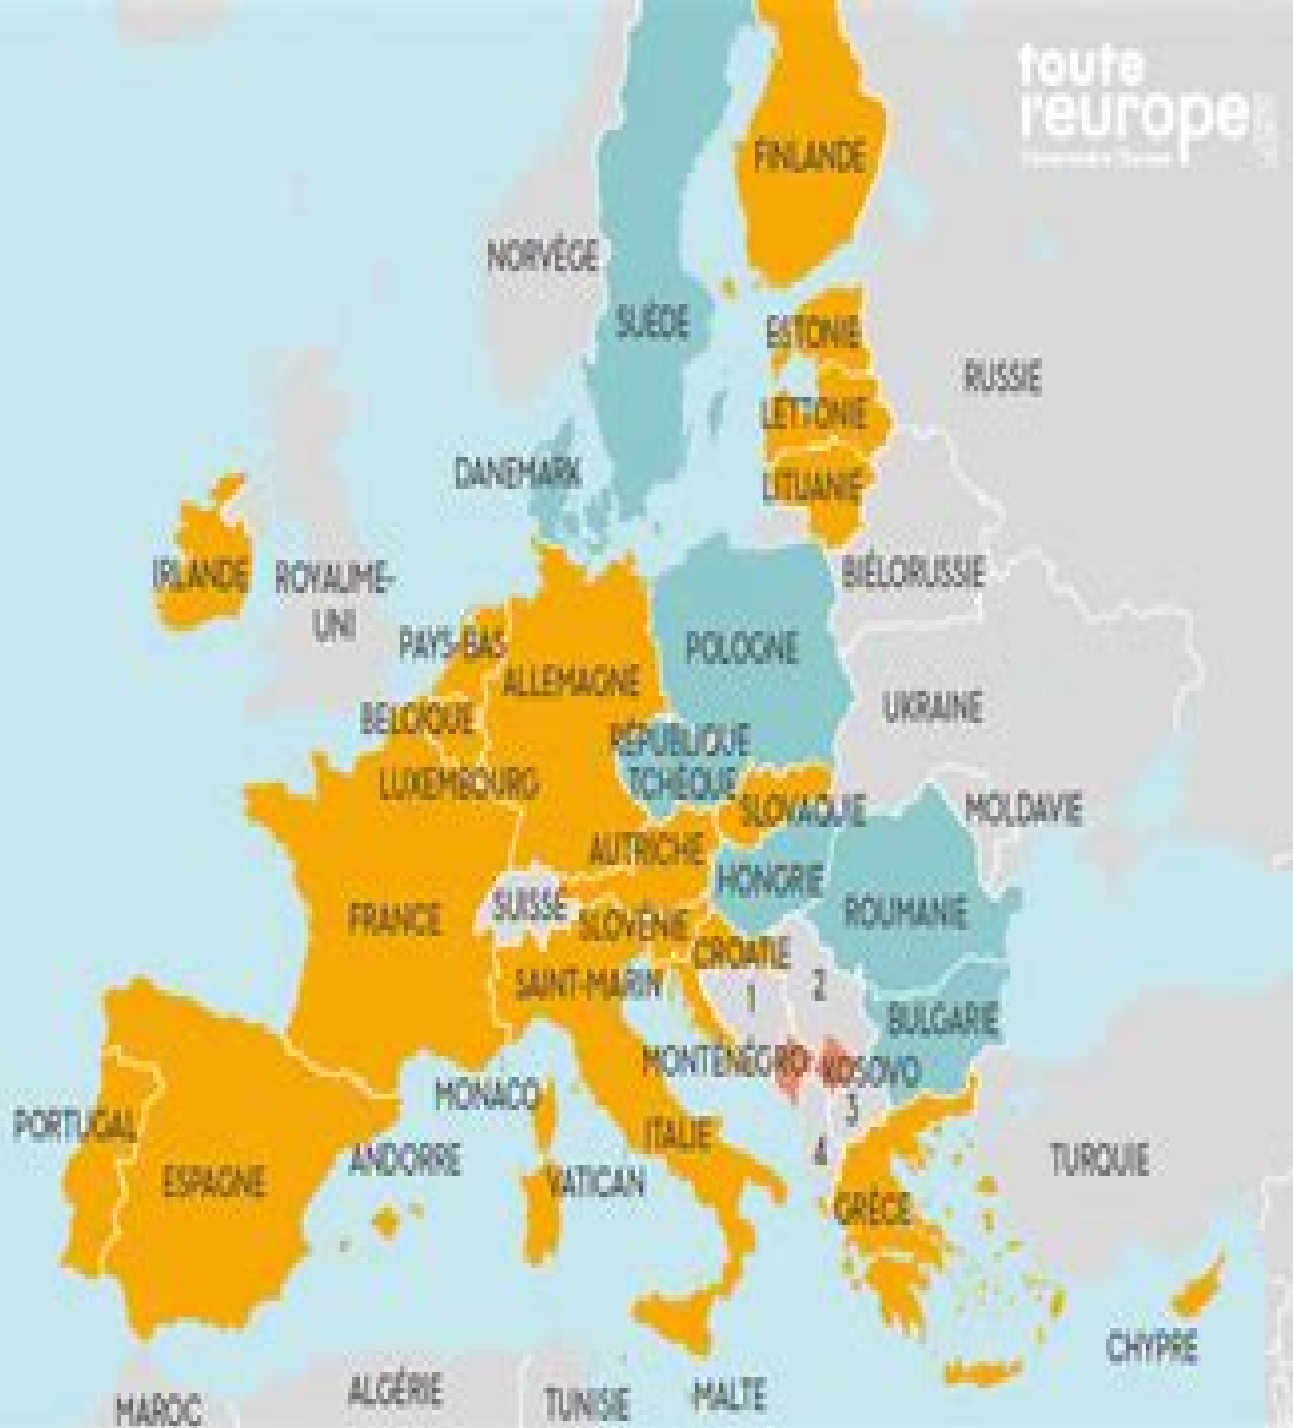 toute
l'europe
FINLANDE
NORVÈGE
SUÈDE
ESTONIE
RUSSIE
LETTONIE
DANEMARK
LITUANIE
IRLANDE
ROYAUME-
UNI
BIÉLORUSSIE
PAYS-BAS
POLOGNE
ALLEMAGNE
UKRAINE
BELGIQUE
RÉPUBLIQUE
TCHÈQUE
LUXEMBOURG
SLOVAQUIE
MOLDAVIE
AUTRICHE
HONGRIE
SUISSE
ROUMANIE
FRANCE
SLOVÉNIE
CROATIE
SAINT-MARIN
1
2
BULGARIE
MONTÉNÉGRO
KOSOVO
MONACO
3
PORTUGAL
ITALIE
4
ANDORRE
TURQUIE
ESPAGNE
VATICAN
GRÈCE
CHYPRE
ALGÉRIE
MALTE
TUNISIE
MAROC